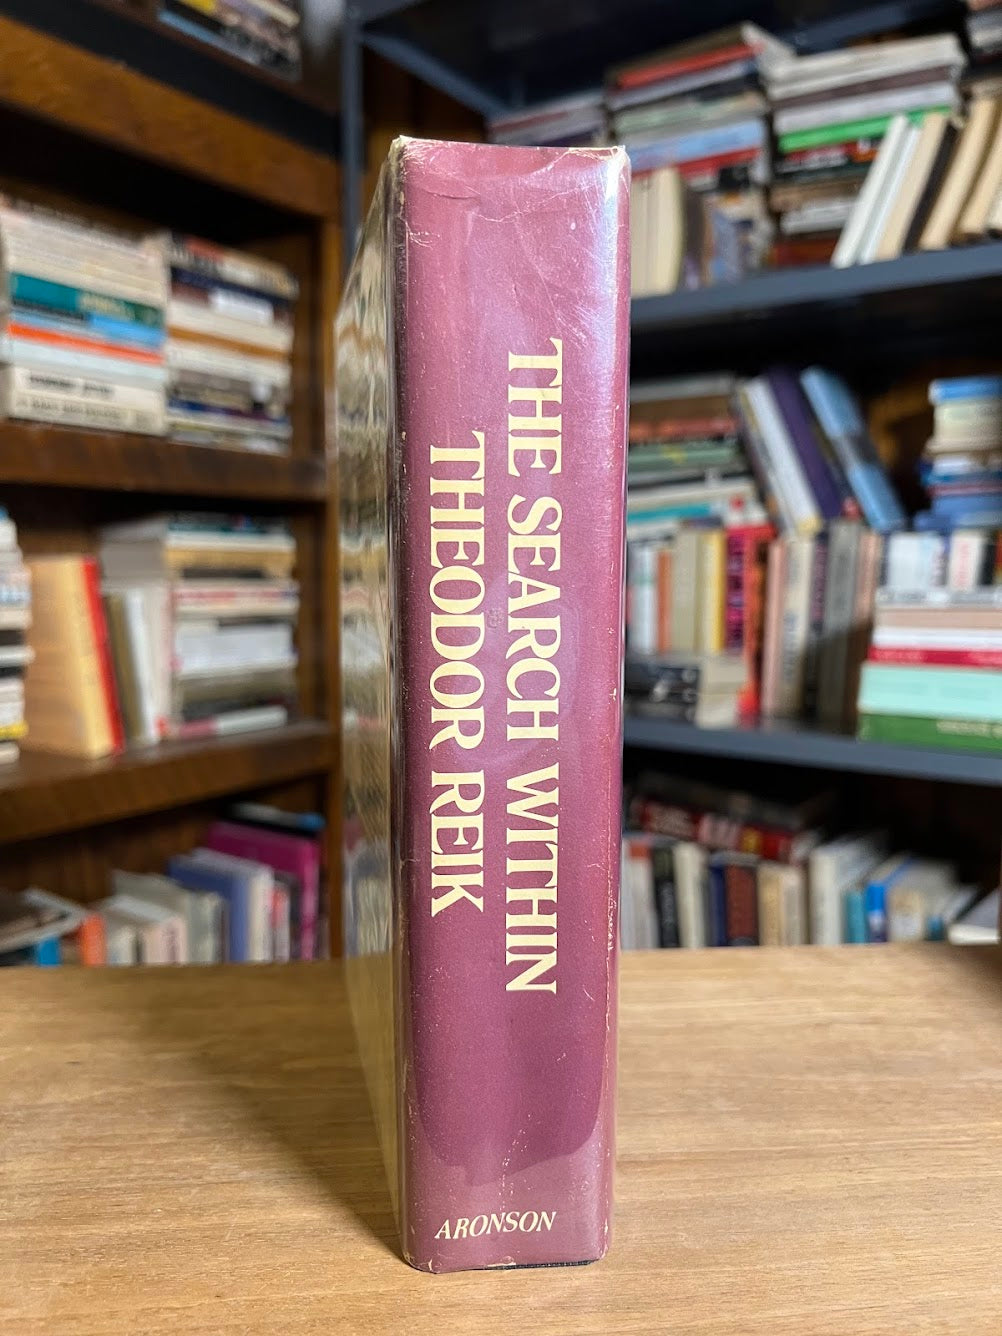 THE SEARCH WITHIN
THEODOR REIK
ARONSON